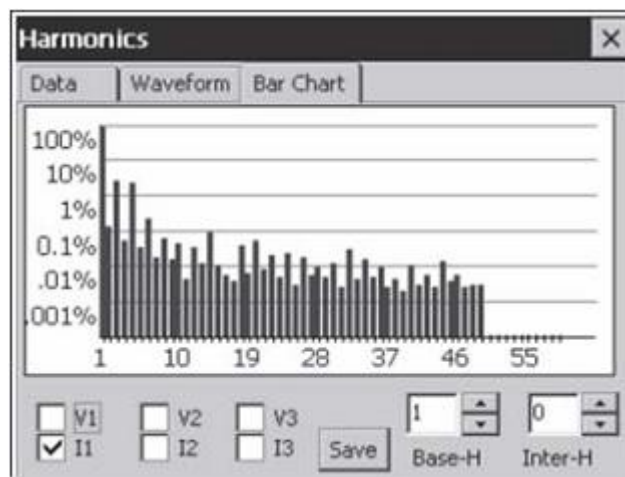 Harmonics
Data Waveform Bar Chart
100%
10%
1%
0.1%
.01%
.001%
1 10 19 28 37 46 55
V1 V2 V3 1 0
I1 I2 I3 Save Base-H Inter-H